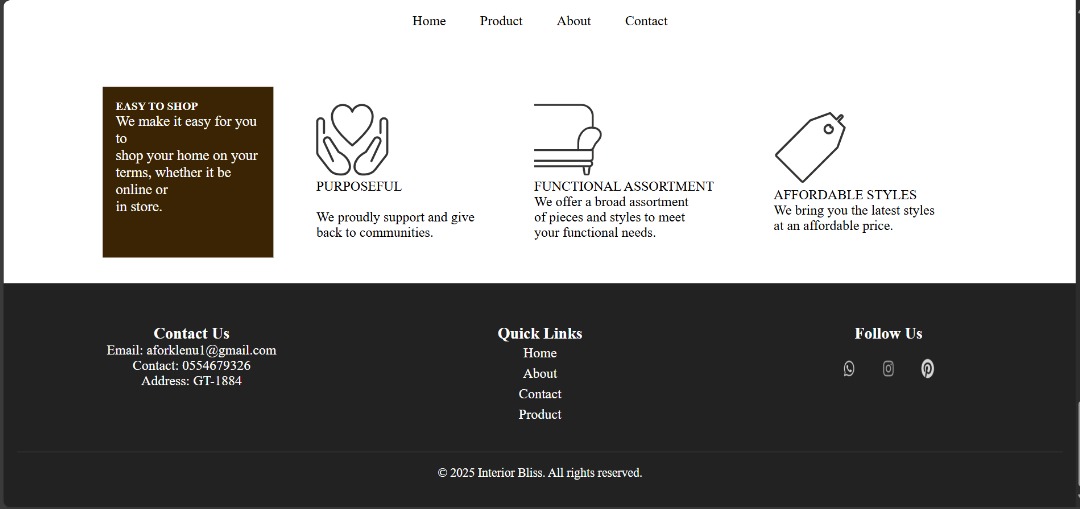 Home Product About Contact
EASY TO SHOP
We make it easy for you
to
shop your home on your
terms, whether it be
online or
in store.
PURPOSEFUL
We proudly support and give
back to communities.
FUNCTIONAL ASSORTMENT
We offer a broad assortment
of pieces and styles to meet
your functional needs.
AFFORDABLE STYLES
We bring you the latest styles
at an affordable price.
Contact Us
Email: aforklenu1@gmail.com
Contact: 0554679326
Address: GT-1884
Quick Links
Home
About
Contact
Product
Follow Us
© 2025 Interior Bliss. All rights reserved.